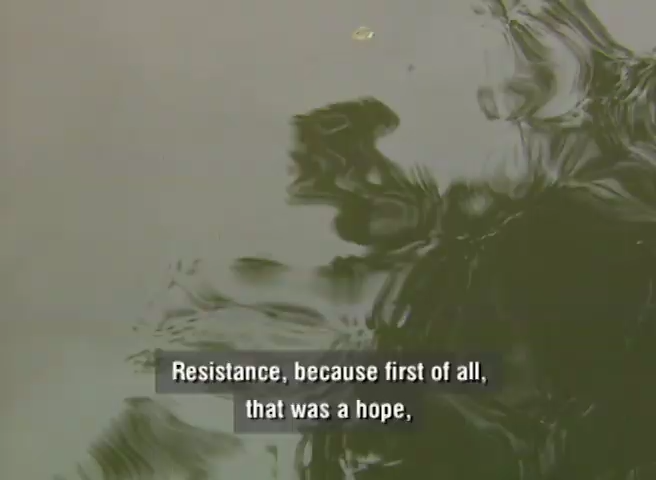 Resistance, because first of all,
that was a hope,